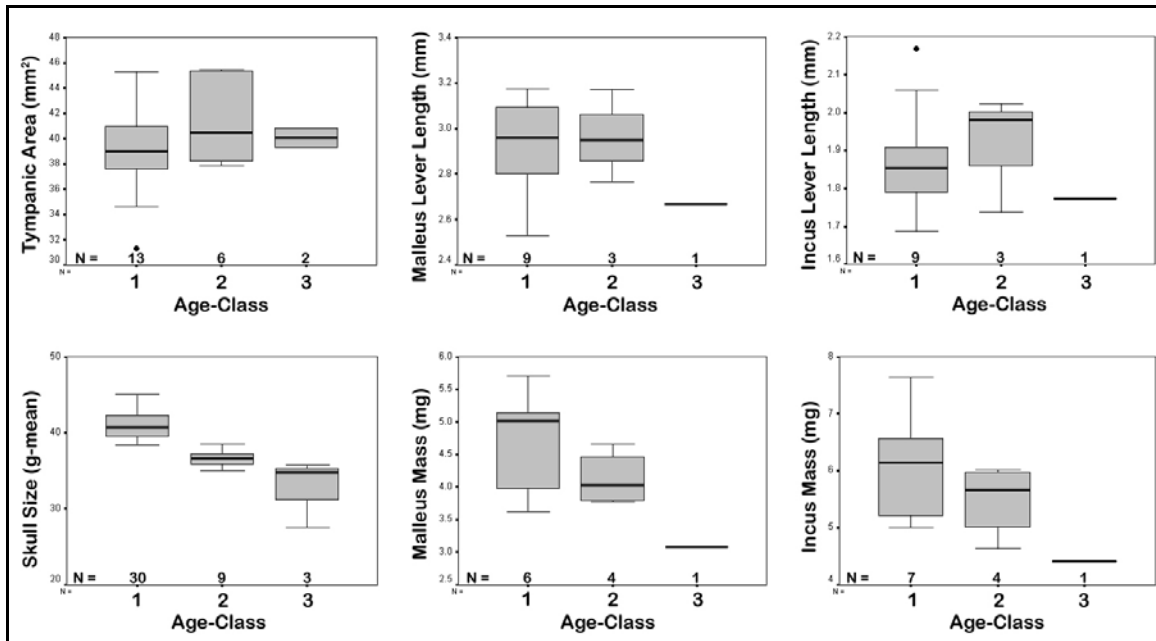 Tympanic Area (mm²)
48
46
44
42
40
38
36
34
32
30
N = 13 6 2
N =
1 2 3
Age-Class
Malleus Lever Length (mm)
3.4
3.2
3.0
2.8
2.6
2.4
N = 9 3 1
N =
1 2 3
Age-Class
Incus Lever Length (mm)
2.2
2.1
2.0
1.9
1.8
1.7
1.6
N = 9 3 1
N =
1 2 3
Age-Class
Skull Size (g-mean)
50
40
30
20
N = 30 9 3
N =
1 2 3
Age-Class
Malleus Mass (mg)
6.0
5.5
5.0
4.5
4.0
3.5
3.0
2.5
N = 6 4 1
N =
1 2 3
Age-Class
Incus Mass (mg)
8
7
6
5
4
N = 7 4 1
N =
1 2 3
Age-Class